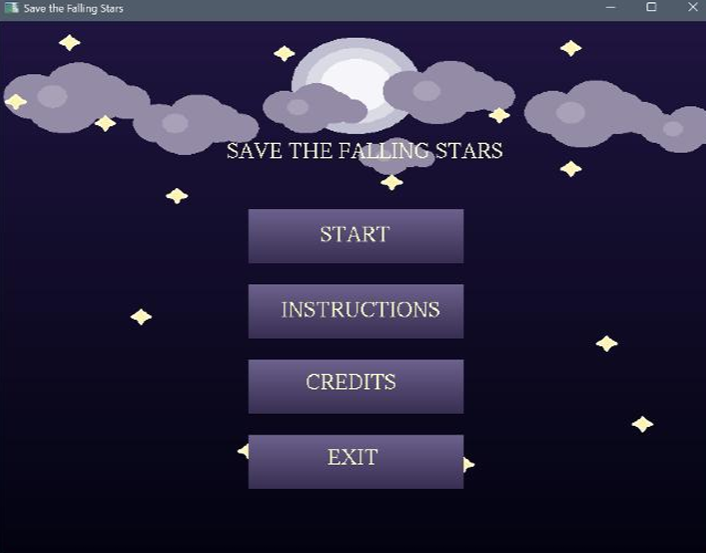 Save the Falling Stars
SAVE THE FALLING STARS
START
INSTRUCTIONS
CREDITS
EXIT